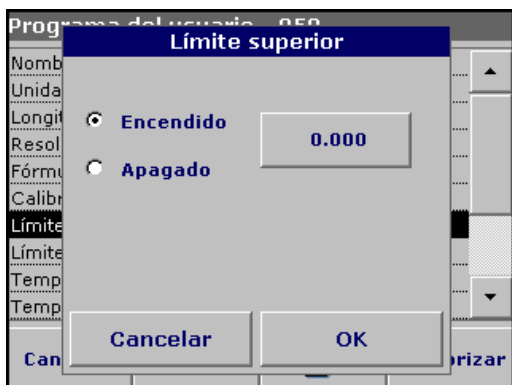 Límite superior
Nomb
Unida
Longit
Encendido
0.000
Resol
Apagado
Fórmu
Calibr
Límite
Límite
Temp
Temp
Cancelar
OK
Can